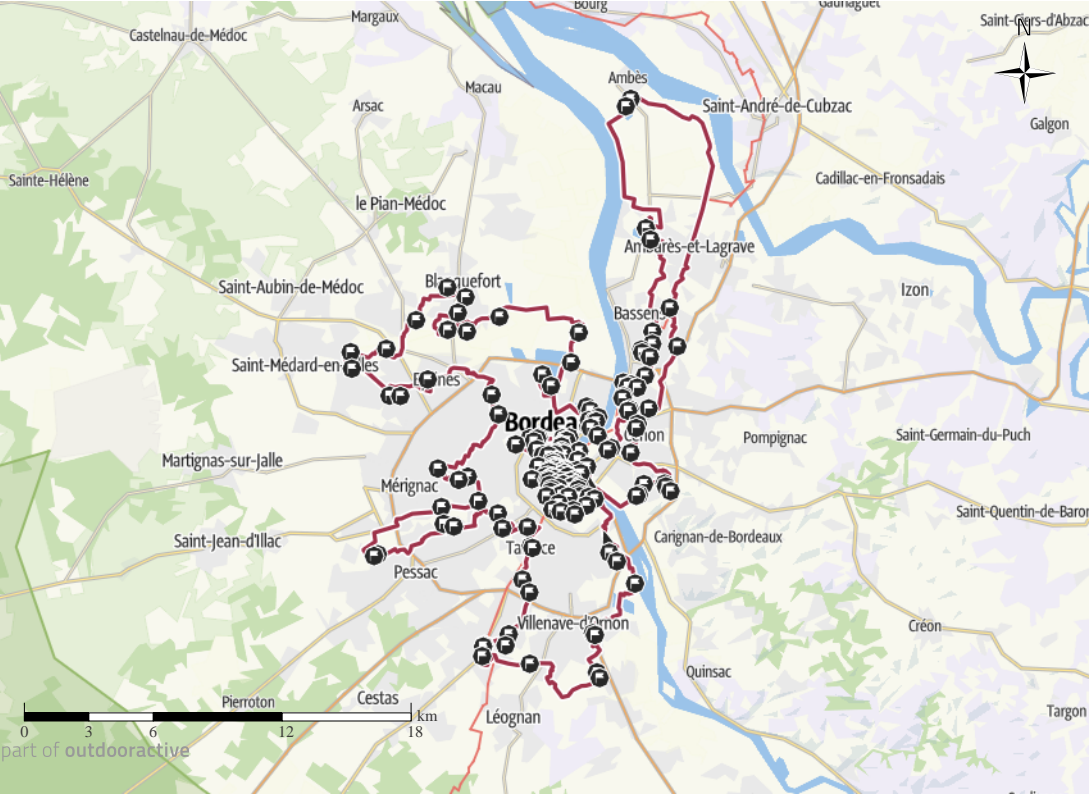 Bourg
Gauriaguet
Margaux
Saint-Ciers-d'Abzac
N
Castelnau-de-Médoc
Ambès
Macau
Arsac
Saint-André-de-Cubzac
Galgon
Sainte-Hélène
Cadillac-en-Fronsadais
le Pian-Médoc
Ambarès-et-Lagrave
Blanquefort
Saint-Aubin-de-Médoc
Izon
Bassens
Saint-Médard-en-Jalles
Eysines
Bordeaux
Cenon
Pompignac
Saint-Germain-du-Puch
Martignas-sur-Jalle
Mérignac
Saint-Quentin-de-Baron
Saint-Jean-d'Illac
Carignan-de-Bordeaux
Talence
Pessac
Villenave-d'Ornon
Créon
Quinsac
Cestas
Pierroton
Targon
Léognan
km
0 3 6 12 18
part of outdooractive